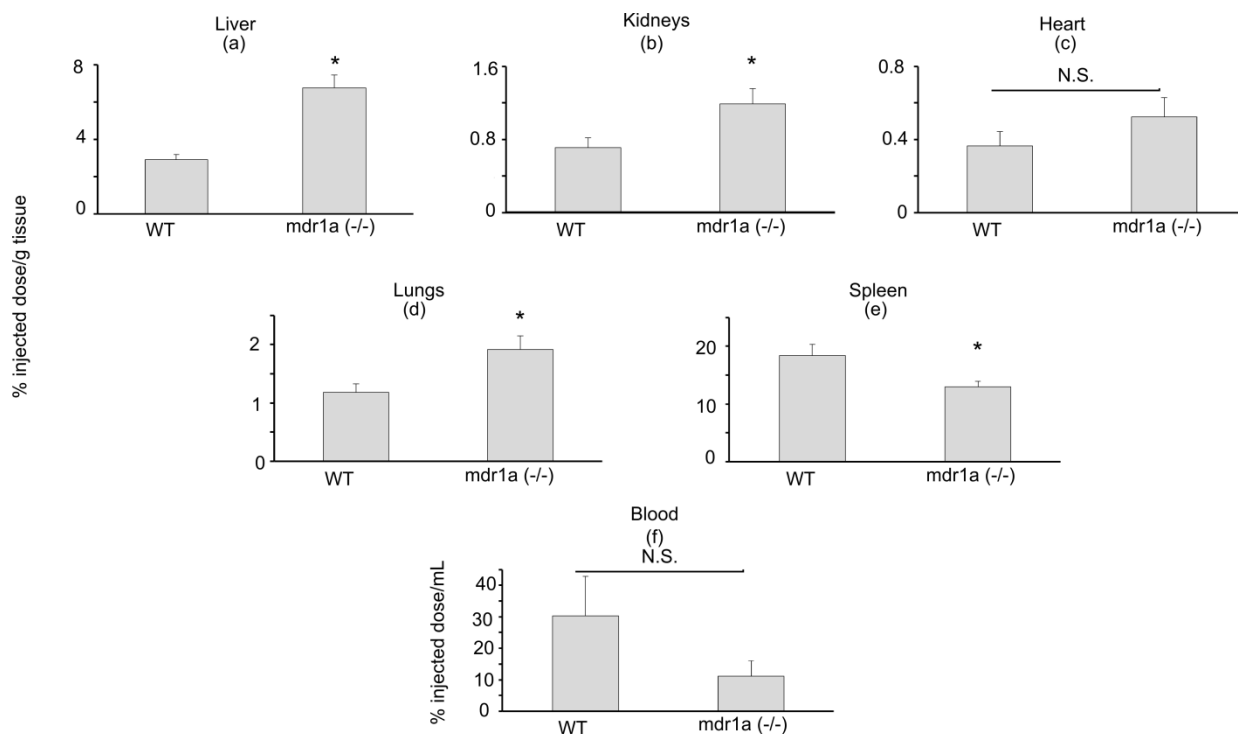 Liver
(a)
8
*
4
0
WT
mdr1a (-/-)
Kidneys
(b)
1.6
*
0.8
0
WT
mdr1a (-/-)
Heart
(c)
0.8
N.S.
0.4
0
WT
mdr1a (-/-)
% injected dose/g tissue
Lungs
(d)
2
*
1
0
WT
mdr1a (-/-)
Spleen
(e)
20
*
10
0
WT
mdr1a (-/-)
Blood
(f)
N.S.
% injected dose/mL
40
30
20
10
0
WT
mdr1a (-/-)